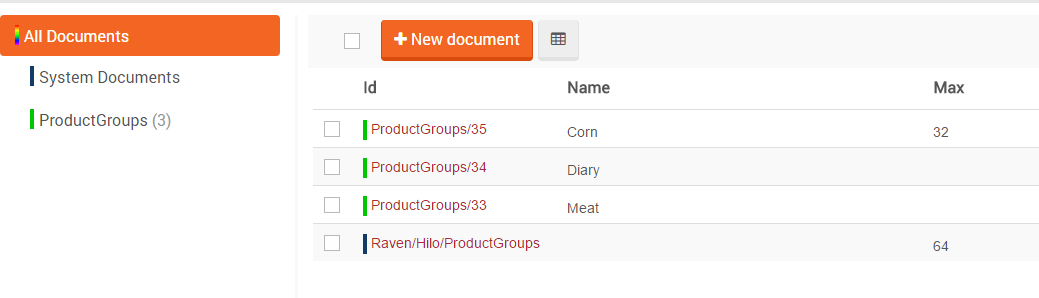 All Documents
System Documents
ProductGroups (3)
New document
Id Name Max
ProductGroups/35 Corn 32
ProductGroups/34 Diary
ProductGroups/33 Meat
Raven/Hilo/ProductGroups 64